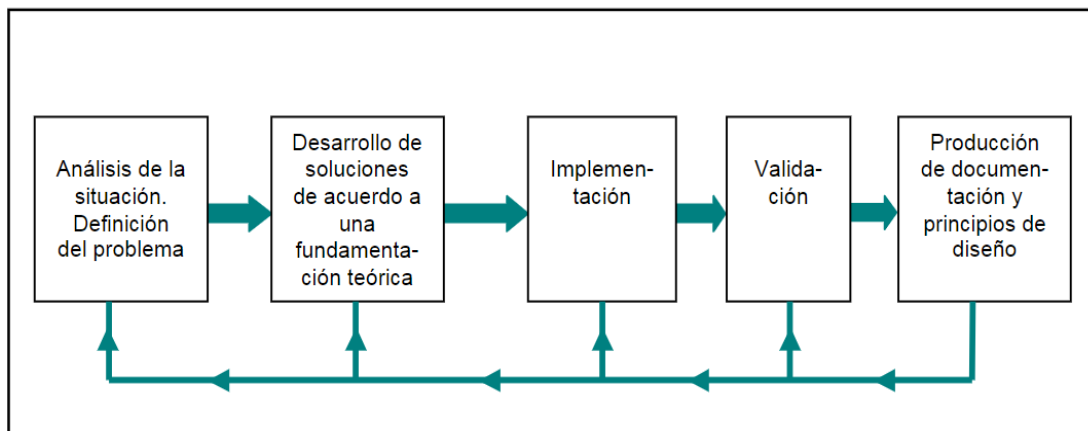 Análisis de la
situación.
Definición
del problema
Desarrollo de
soluciones
de acuerdo a
una
fundamenta-
ción teórica
Implemen-
tación
Valida-
ción
Producción
de documen-
tación y
principios de
diseño